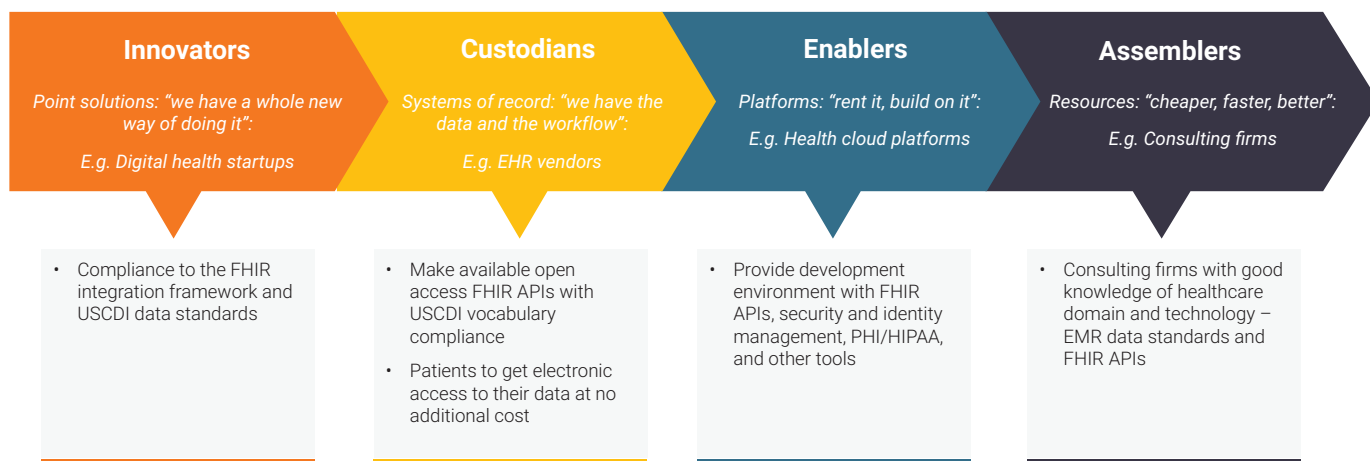 Innovators
Point solutions: “we have a whole new
way of doing it”:
E.g. Digital health startups
Custodians
Systems of record: “we have the
data and the workflow”:
E.g. EHR vendors
Enablers
Platforms: “rent it, build on it”:
E.g. Health cloud platforms
Assemblers
Resources: “cheaper, faster, better”:
E.g. Consulting firms
• Compliance to the FHIR
integration framework and
USCDI data standards
• Make available open
access FHIR APIs with
USCDI vocabulary
compliance
• Patients to get electronic
access to their data at no
additional cost
• Provide development
environment with FHIR
APIs, security and identity
management, PHI/HIPAA,
and other tools
• Consulting firms with good
knowledge of healthcare
domain and technology –
EMR data standards and
FHIR APIs